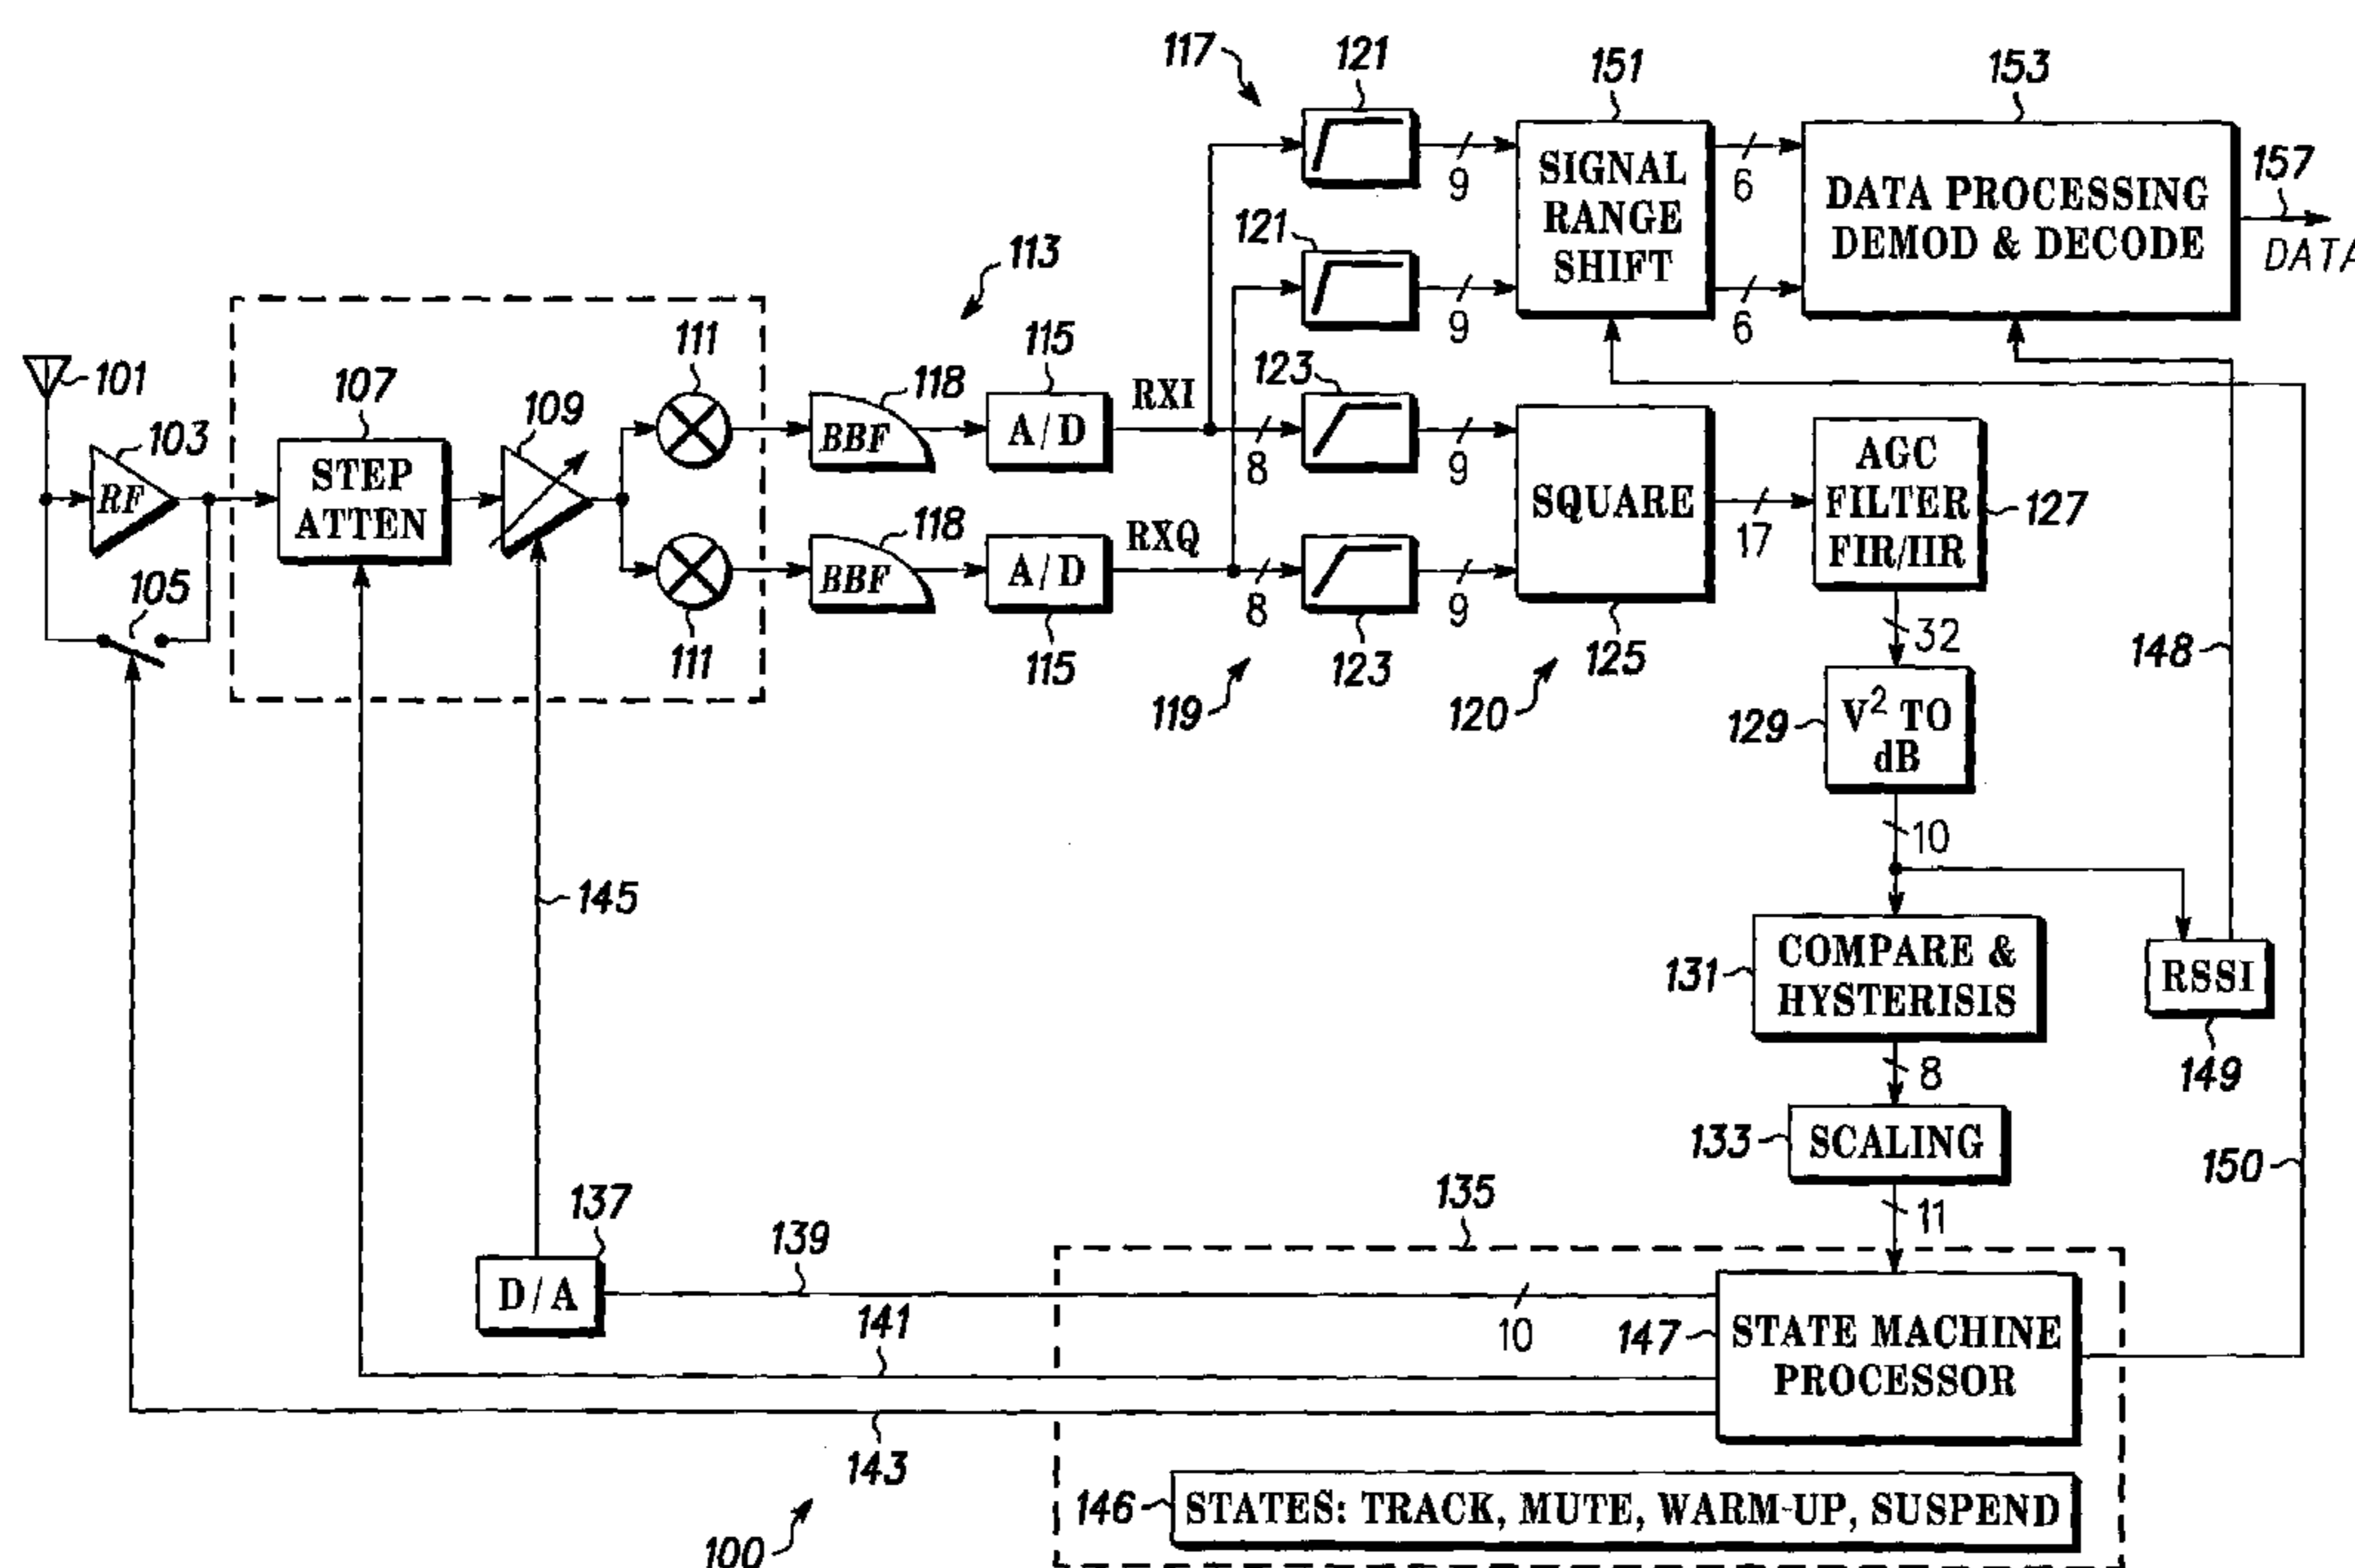 117
121
151
153
SIGNAL
RANGE
SHIFT
9
6
DATA PROCESSING
DEMOD & DECODE
157
DATA
121
9
6
113
101
103
RF
105
107
STEP
ATTEN
109
111
111
118
BBF
115
A/D
RXI
8
123
9
118
BBF
A/D
115
RXQ
8
123
9
119
SQUARE
125
120
17
AGC
FILTER
FIR/IIR
127
32
129
V² TO
dB
10
148
131
COMPARE &
HYSTERISIS
RSSI
149
8
133
SCALING
150
11
145
137
D/A
139
141
143
135
10
147
STATE MACHINE
PROCESSOR
146
STATES: TRACK, MUTE, WARM-UP, SUSPEND
100